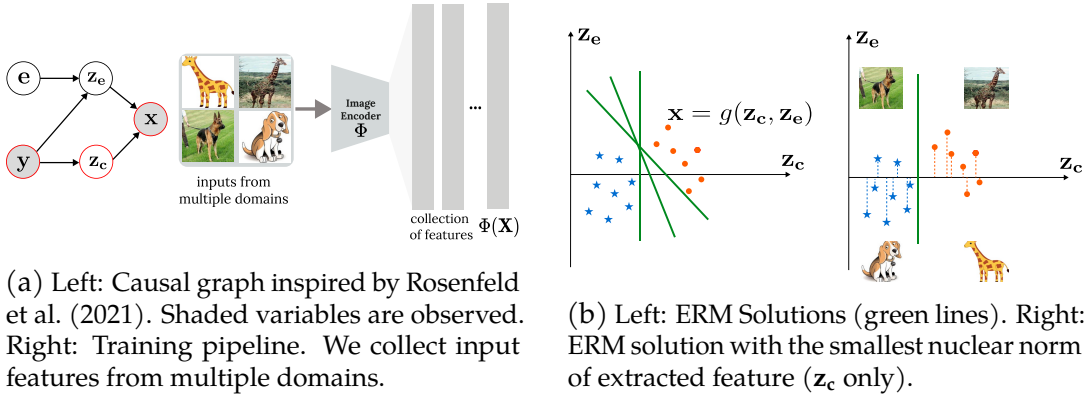 e
z_e
x
y
z_c
inputs from
multiple domains
Image
Encoder
Φ
...
collection
of features
Φ(X)
(a) Left: Causal graph inspired by Rosenfeld
et al. (2021). Shaded variables are observed.
Right: Training pipeline. We collect input
features from multiple domains.
z_e
x = g(z_c, z_e)
z_c
z_e
z_c
(b) Left: ERM Solutions (green lines). Right:
ERM solution with the smallest nuclear norm
of extracted feature (z_c only).